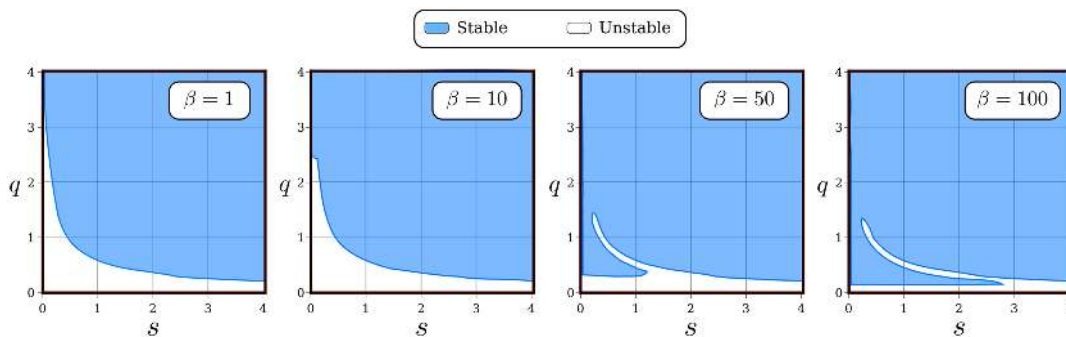 Stable Unstable
β = 1 β = 10 β = 50 β = 100
4 4 4 4
3 3 3 3
q 2 q 2 q 2 q 2
1 1 1 1
0 0 0 0
0 1 2 3 4 0 1 2 3 4 0 1 2 3 4 0 1 2 3 4
s s s s